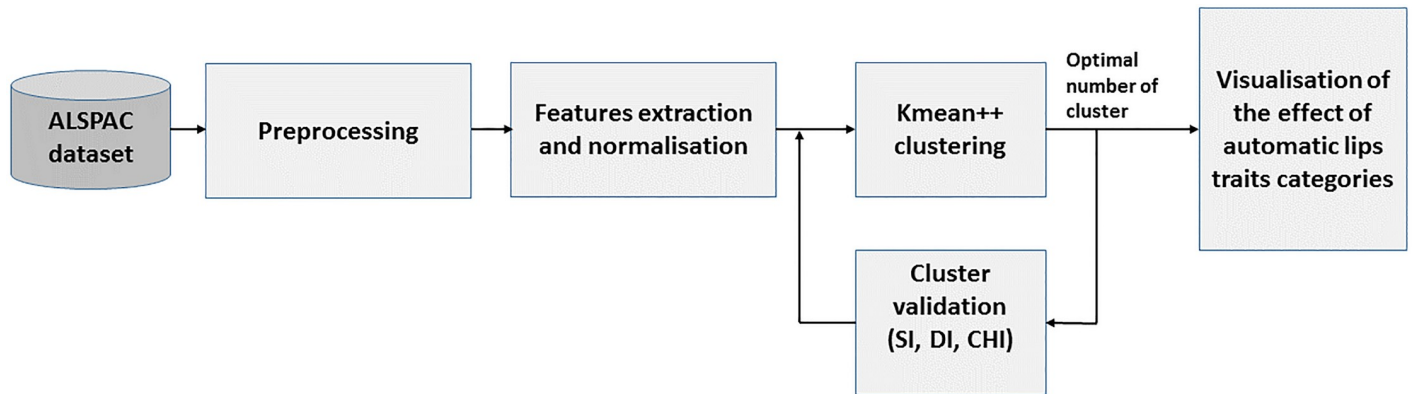 ALSPAC
dataset
Preprocessing
Features extraction
and normalisation
Kmean++
clustering
Optimal
number of
cluster
Visualisation of
the effect of
automatic lips
traits categories
Cluster
validation
(SI, DI, CHI)